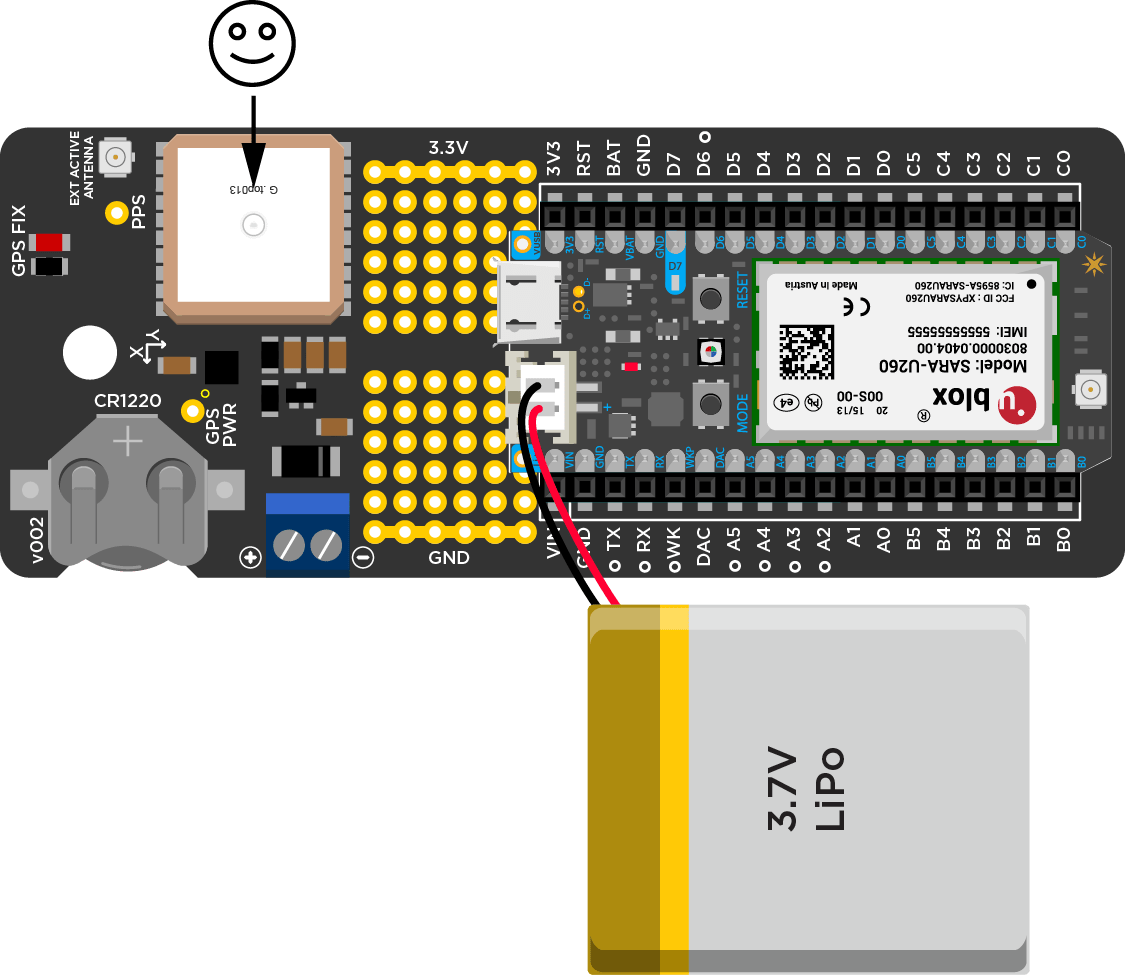 EXT ACTIVE
ANTENNA
PPS
GPS FIX
G .top013
3.3V
3V3 RST BAT GND D7 D6 D5 D4 D3 D2 D1 D0 C5 C4 C3 C2 C1 C0
3V3 RST VBAT GND D6 D5 D4 D3 D2 D1 D0 C5 C4 C3 C2 C1 C0
D7
D-
D+
RESET
MODE
+
Made in Austria
IC: 8595A-SARAU260
FCC : ID XPYSARAU260
CE
IMEI: 555555555555
8030000.0404.00
Model: SARA-U260
u blox ®
00S-00
15/13 20
Pb
e4
Y
X
CR1220
+
GPS
PWR
v002
+
−
GND
VIN GND TX RX WKP DAC A5 A4 A3 A2 A1 A0 B5 B4 B3 B2 B1 B0
VIN GND TX RX WK DAC A5 A4 A3 A2 A1 A0 B5 B4 B3 B2 B1 B0
3.7V
LiPo